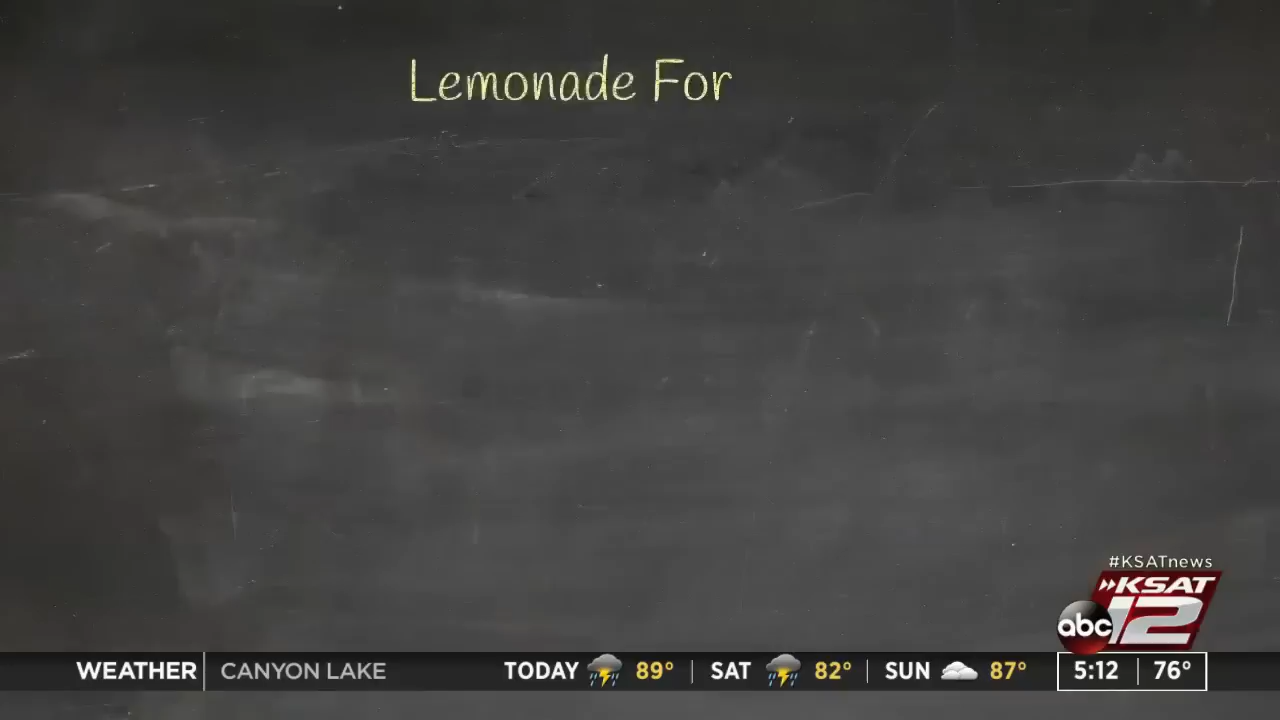 Lemonade For
#KSATnews
KSAT
abc 12
WEATHER CANYON LAKE TODAY 89° SAT 82° SUN 87° 5:12 76°